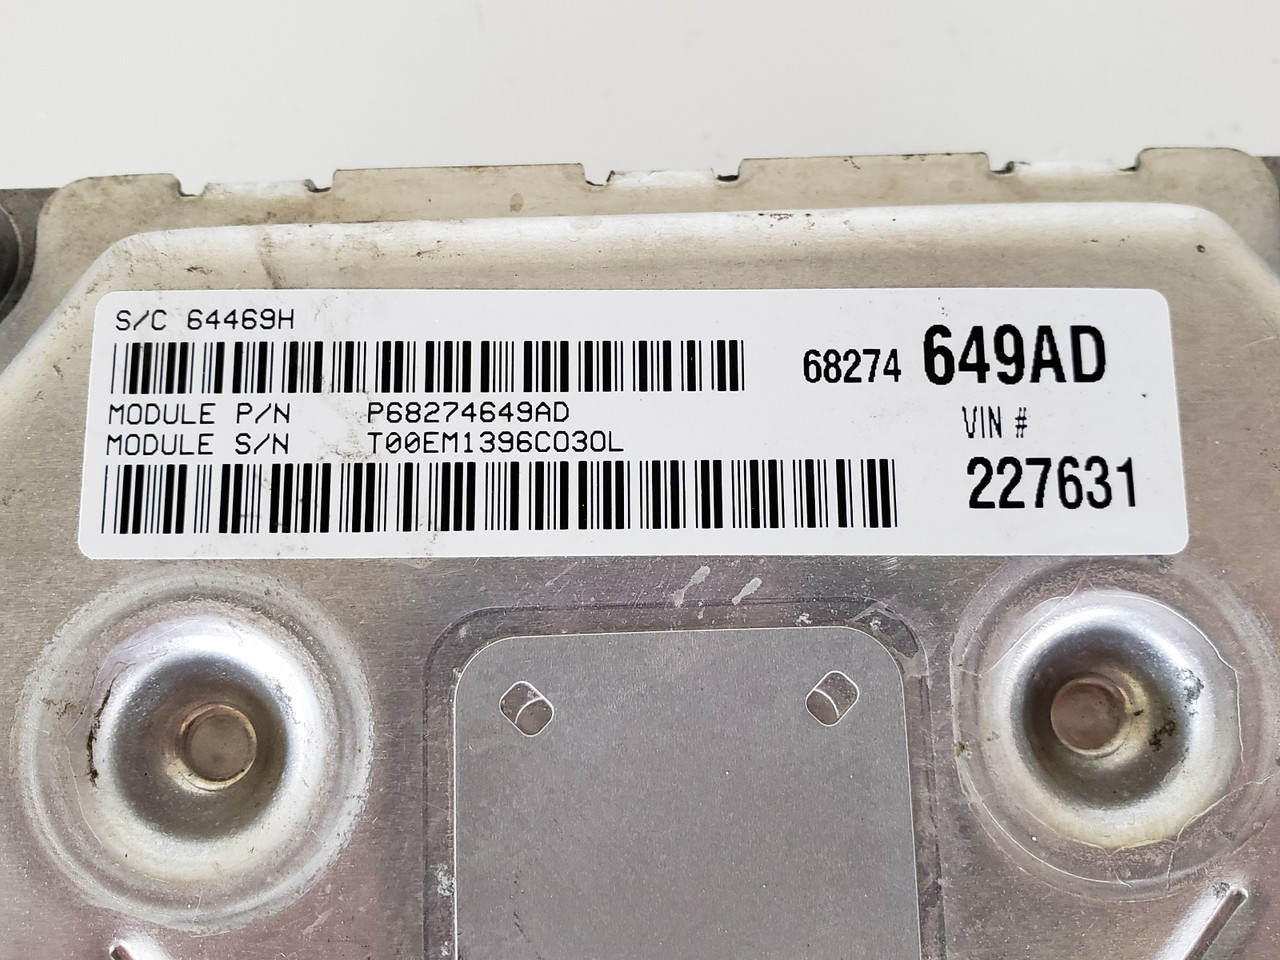 S/C 64469H
68274 649AD
MODULE P/N P68274649AD
VIN #
MODULE S/N T00EM1396C030L
227631